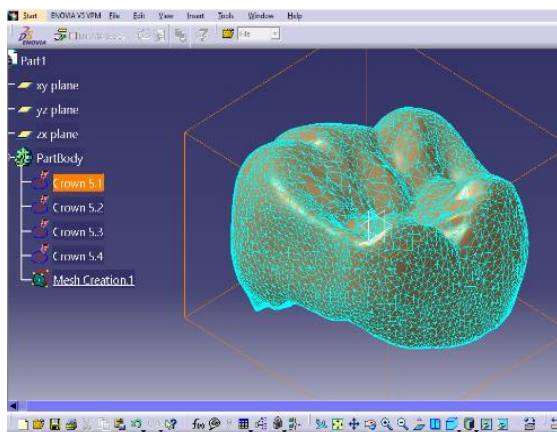 Start ENOVIA V5 VPM File Edit View Insert Tools Window Help
ENOVIA
Part1
xy plane
yz plane
zx plane
PartBody
Crown 5.1
Crown 5.2
Crown 5.3
Crown 5.4
Mesh Creation.1
f(x)